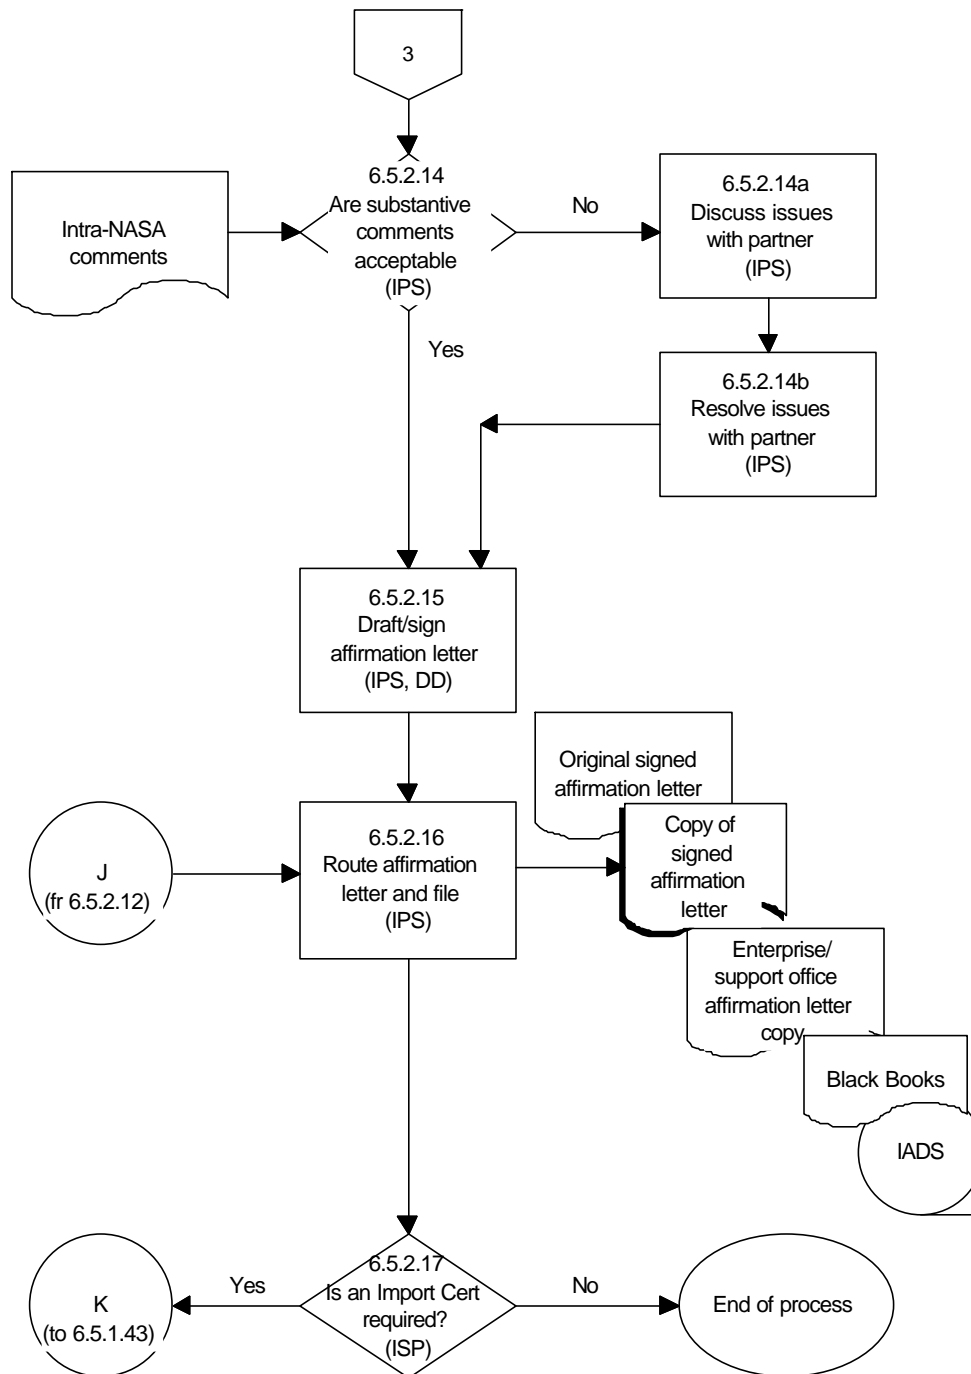 3
Intra-NASA
comments
6.5.2.14
Are substantive
comments
acceptable
(IPS)
No
6.5.2.14a
Discuss issues
with partner
(IPS)
Yes
6.5.2.14b
Resolve issues
with partner
(IPS)
6.5.2.15
Draft/sign
affirmation letter
(IPS, DD)
J
(fr 6.5.2.12)
6.5.2.16
Route affirmation
letter and file
(IPS)
Original signed
affirmation letter
Copy of
signed
affirmation
letter
Enterprise/
support office
affirmation letter
copy
Black Books
IADS
K
(to 6.5.1.43)
Yes
6.5.2.17
Is an Import Cert
required?
(ISP)
No
End of process